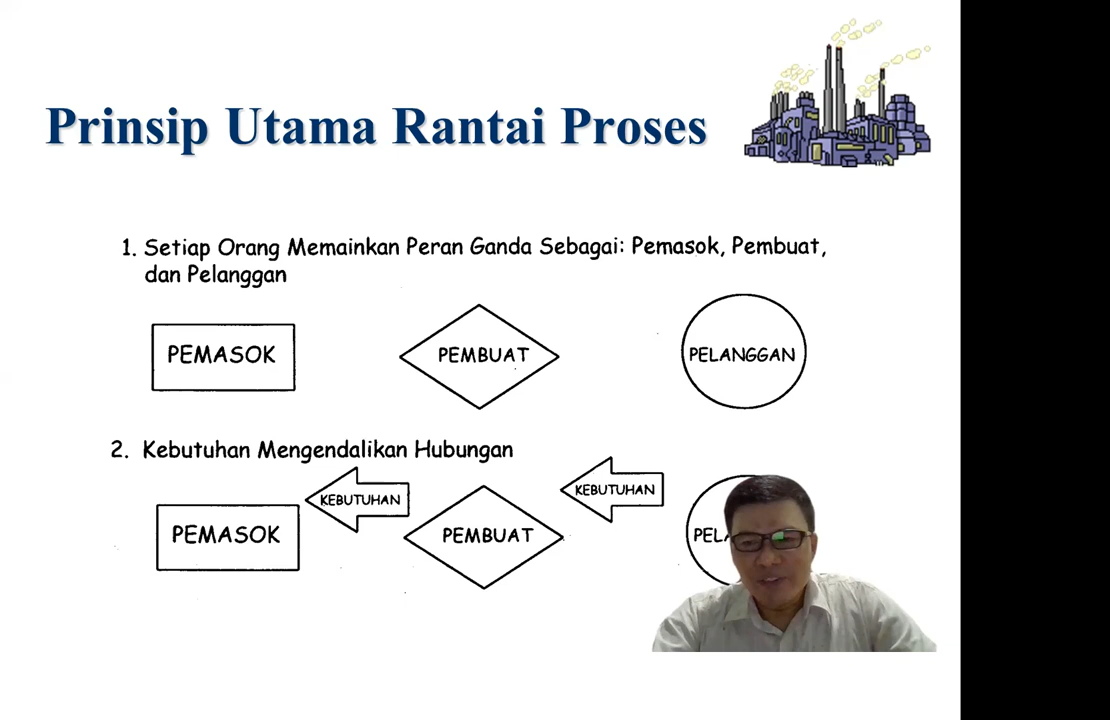 Prinsip Utama Rantai Proses
1. Setiap Orang Memainkan Peran Ganda Sebagai: Pemasok, Pembuat,
dan Pelanggan
PEMASOK
PEMBUAT
PELANGGAN
2. Kebutuhan Mengendalikan Hubungan
KEBUTUHAN
KEBUTUHAN
PEMASOK
PEMBUAT